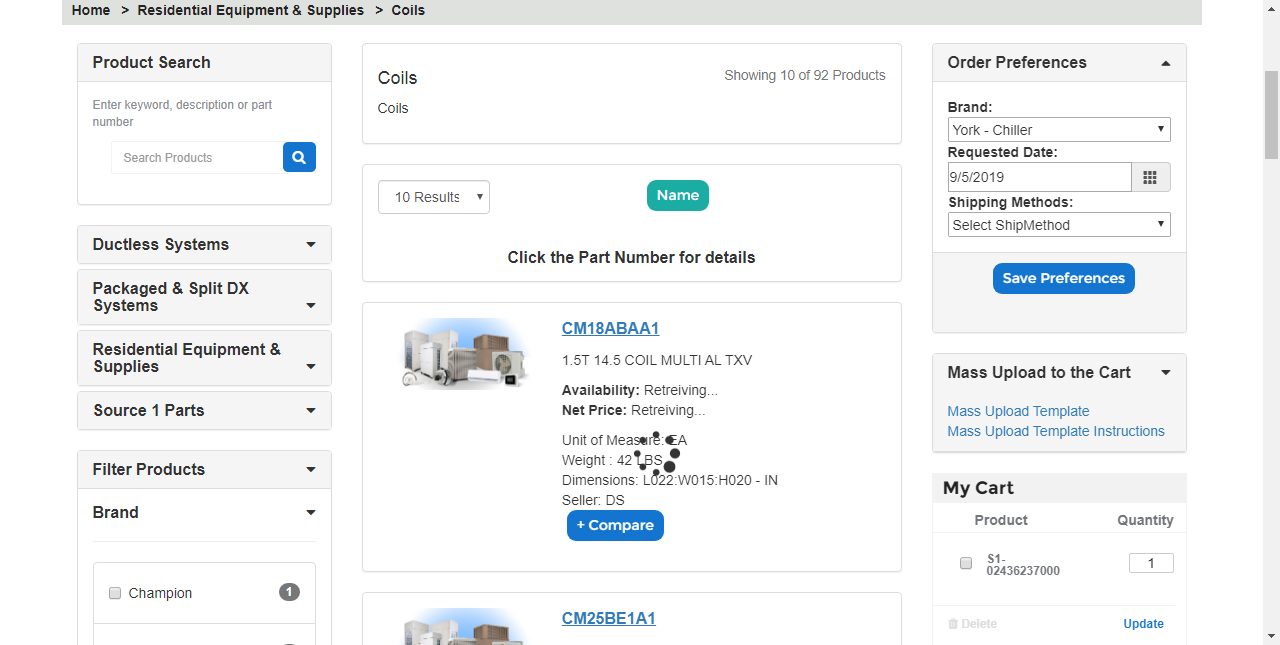 Home > Residential Equipment & Supplies > Coils
Product Search
Enter keyword, description or part
number
Search Products
Ductless Systems
Packaged & Split DX
Systems
Residential Equipment &
Supplies
Source 1 Parts
Filter Products
Brand
Champion 1
Coils
Showing 10 of 92 Products
Coils
10 Results
Name
Click the Part Number for details
CM18ABAA1
1.5T 14.5 COIL MULTI AL TXV
Availability: Retreiving...
Net Price: Retreiving...
Unit of Measure: EA
Weight : 42 LBS
Dimensions: L022:W015:H020 - IN
Seller: DS
+ Compare
CM25BE1A1
Order Preferences
Brand:
York - Chiller
Requested Date:
9/5/2019
Shipping Methods:
Select ShipMethod
Save Preferences
Mass Upload to the Cart
Mass Upload Template
Mass Upload Template Instructions
My Cart
Product Quantity
S1-
02436237000
1
Delete Update